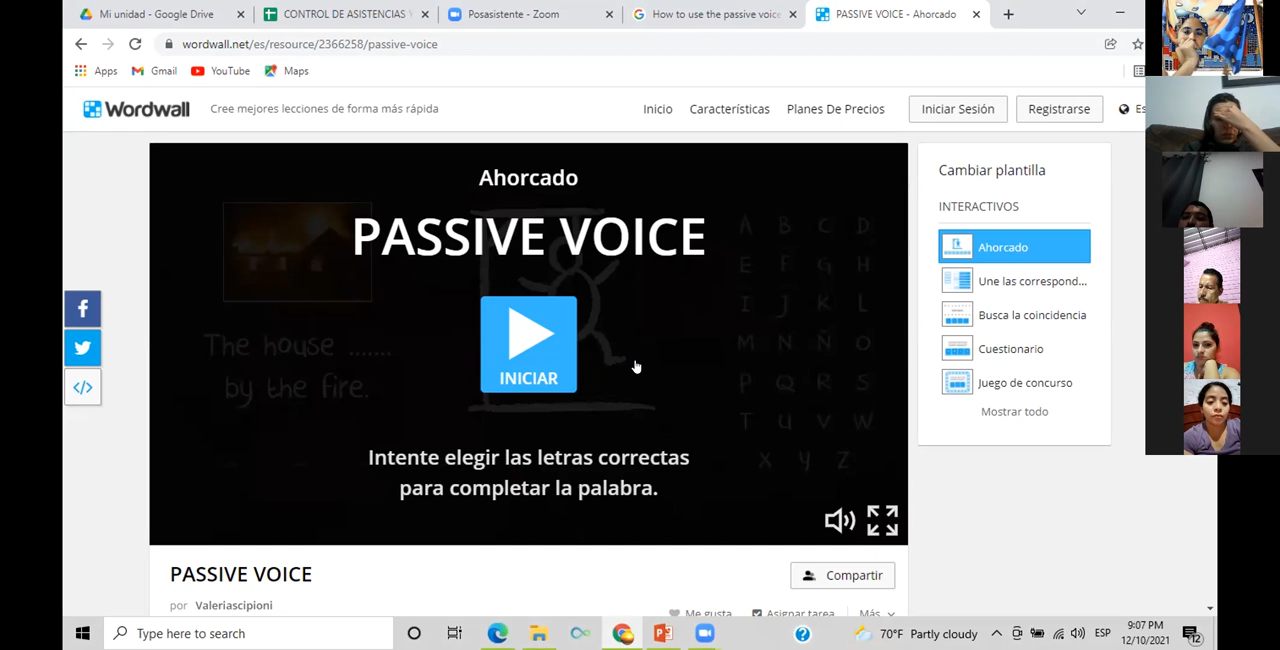 Mi unidad - Google Drive
CONTROL DE ASISTENCIAS Y
Posasistente - Zoom
How to use the passive voice
PASSIVE VOICE - Ahorcado
wordwall.net/es/resource/2366258/passive-voice
Apps Gmail YouTube Maps
Wordwall
Cree mejores lecciones de forma más rápida
Inicio Características Planes De Precios Iniciar Sesión Registrarse Es
Ahorcado
PASSIVE VOICE
The house .......
by the fire.
A B C D
E F G H
I J K L
M N Ñ O
P Q R S
T U V W
X Y Z
INICIAR
Intente elegir las letras correctas
para completar la palabra.
Cambiar plantilla
INTERACTIVOS
Ahorcado
Une las correspond...
Busca la coincidencia
Cuestionario
Juego de concurso
Mostrar todo
PASSIVE VOICE
Compartir
por Valeriascipioni
Me gusta Asignar tarea Más
Type here to search
70°F Partly cloudy
ESP
9:07 PM
12/10/2021
12